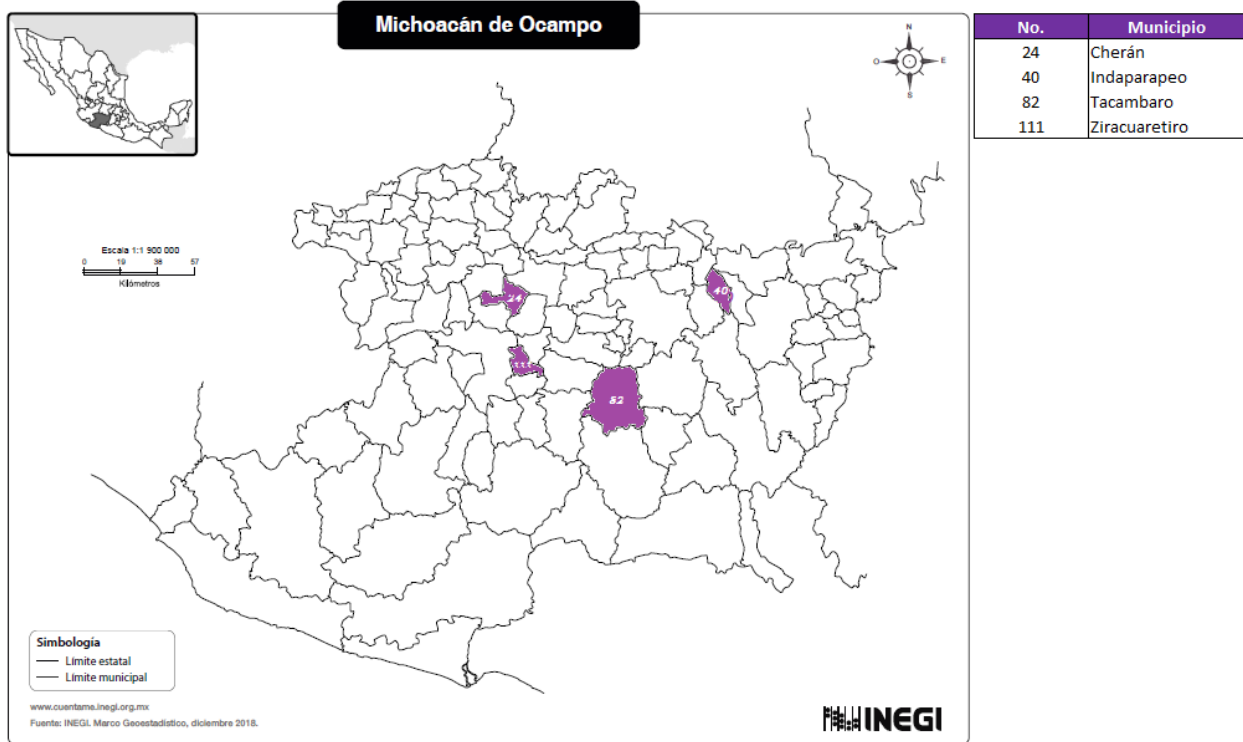 Michoacán de Ocampo
N
O
E
S
Escala 1:1 900 000
0 19 38 57
Kilómetros
24
40
111
82
Simbología
Límite estatal
Límite municipal
www.cuentame.inegi.org.mx
Fuente: INEGI. Marco Geoestadístico, diciembre 2018.
INEGI
No. Municipio
24 Cherán
40 Indaparapeo
82 Tacambaro
111 Ziracuaretiro